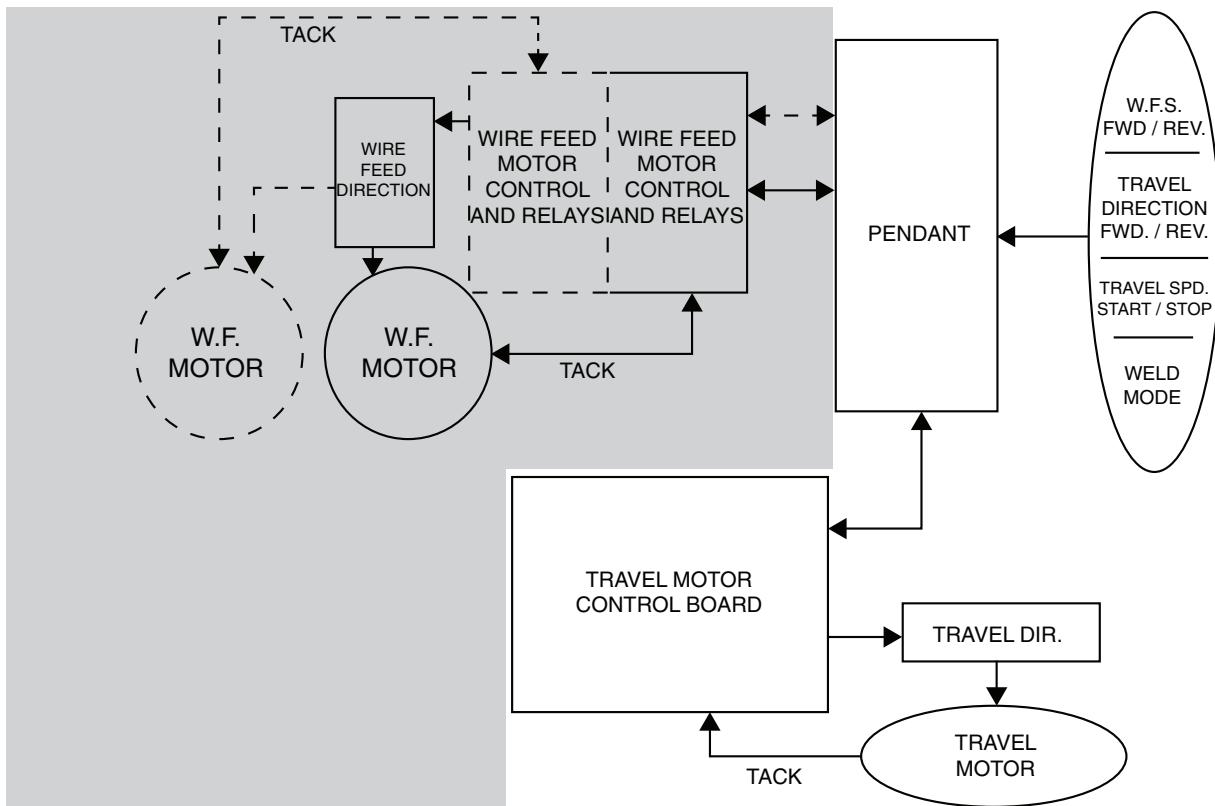 TACK
WIRE FEED
MOTOR
CONTROL
AND RELAYS
WIRE FEED
MOTOR
CONTROL
AND RELAYS
WIRE
FEED
DIRECTION
W.F.
MOTOR
W.F.
MOTOR
TACK
PENDANT
W.F.S.
FWD / REV.
TRAVEL
DIRECTION
FWD. / REV.
TRAVEL SPD.
START / STOP
WELD
MODE
TRAVEL MOTOR
CONTROL BOARD
TRAVEL DIR.
TRAVEL
MOTOR
TACK